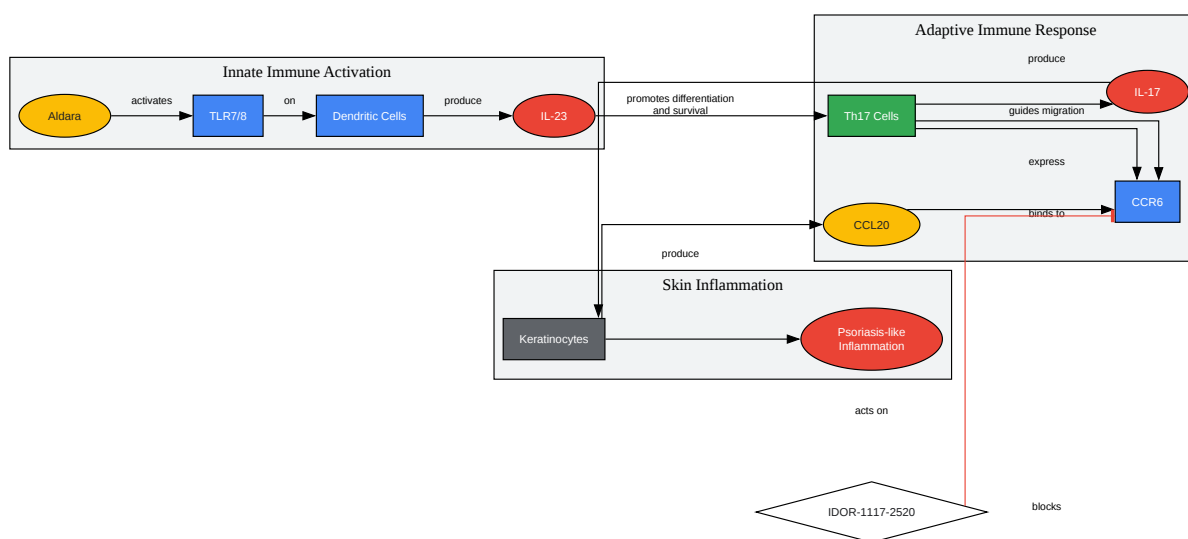 Adaptive Immune Response
produce
Innate Immune Activation
IL-17
activates
on
produce
promotes differentiation
and survival
guides migration
Aldara
TLR7/8
Dendritic Cells
IL-23
Th17 Cells
express
CCR6
binds to
CCL20
produce
Skin Inflammation
Keratinocytes
Psoriasis-like
Inflammation
acts on
IDOR-1117-2520
blocks